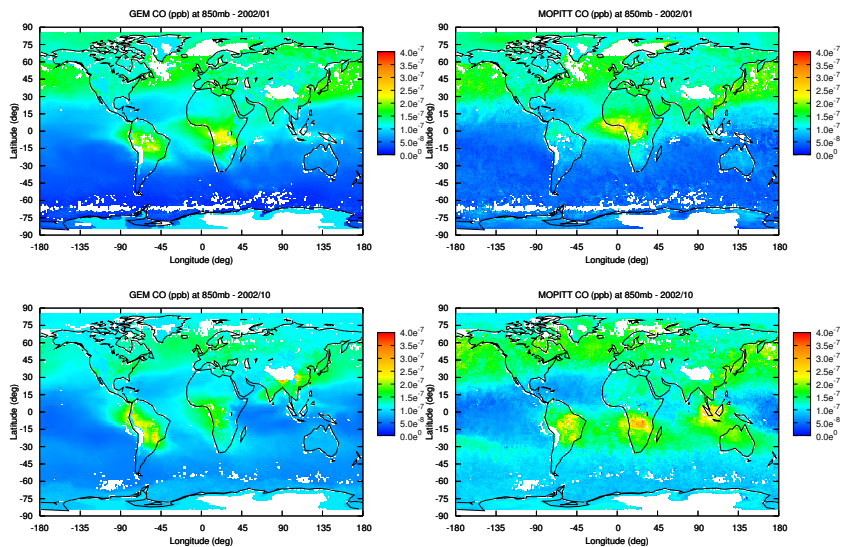 GEM CO (ppb) at 850mb - 2002/01
90
75
60
45
30
15
0
-15
-30
-45
-60
-75
-90
Latitude (deg)
-180 -135 -90 -45 0 45 90 135 180
Longitude (deg)
4.0e-7
3.5e-7
3.0e-7
2.5e-7
2.0e-7
1.5e-7
1.0e-7
5.0e-8
0.0e0
MOPITT CO (ppb) at 850mb - 2002/01
90
75
60
45
30
15
0
-15
-30
-45
-60
-75
-90
Latitude (deg)
-180 -135 -90 -45 0 45 90 135 180
Longitude (deg)
4.0e-7
3.5e-7
3.0e-7
2.5e-7
2.0e-7
1.5e-7
1.0e-7
5.0e-8
0.0e0
GEM CO (ppb) at 850mb - 2002/10
90
75
60
45
30
15
0
-15
-30
-45
-60
-75
-90
Latitude (deg)
-180 -135 -90 -45 0 45 90 135 180
Longitude (deg)
4.0e-7
3.5e-7
3.0e-7
2.5e-7
2.0e-7
1.5e-7
1.0e-7
5.0e-8
0.0e0
MOPITT CO (ppb) at 850mb - 2002/10
90
75
60
45
30
15
0
-15
-30
-45
-60
-75
-90
Latitude (deg)
-180 -135 -90 -45 0 45 90 135 180
Longitude (deg)
4.0e-7
3.5e-7
3.0e-7
2.5e-7
2.0e-7
1.5e-7
1.0e-7
5.0e-8
0.0e0